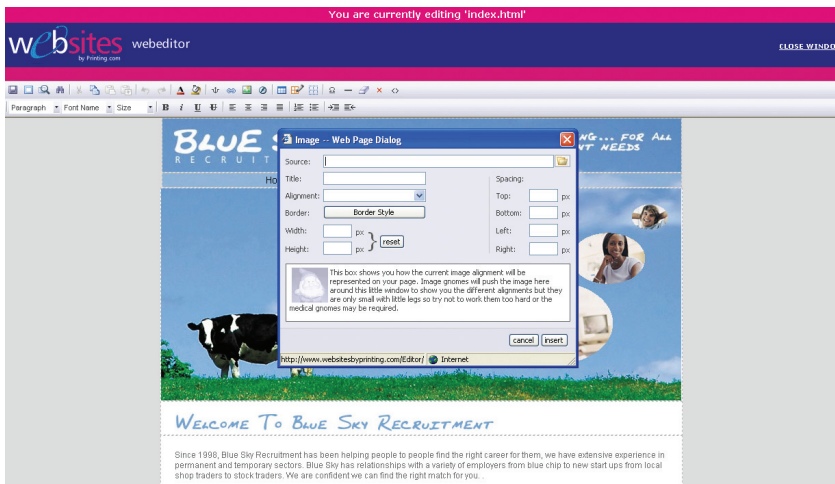 You are currently editing 'index.html'
websites webeditor
by Printing.com
CLOSE WINDO
Paragraph Font Name Size B i U
BLUE S
NG... FOR ALL
RECRUIT
NT NEEDS
Ho
Image -- Web Page Dialog
Source:
Title:
Spacing:
Alignment:
Top: px
Border: Border Style
Bottom: px
Width: px
Left: px
reset
Height: px
Right: px
This box shows you how the current image alignment will be
represented on your page. Image gnomes will push the image here
around this little window to show you the different alignments but they
are only small with little legs so try not to work them too hard or the
medical gnomes may be required.
cancel insert
http://www.websitesbyprinting.com/Editor/ Internet
WELCOME TO BLUE SKY RECRUITMENT
Since 1998, Blue Sky Recruitment has been helping people to people find the right career for them, we have extensive experience in
permanent and temporary sectors. Blue Sky has relationships with a variety of employers from blue chip to new start ups from local
shop traders to stock traders. We are confident we can find the right match for you. .